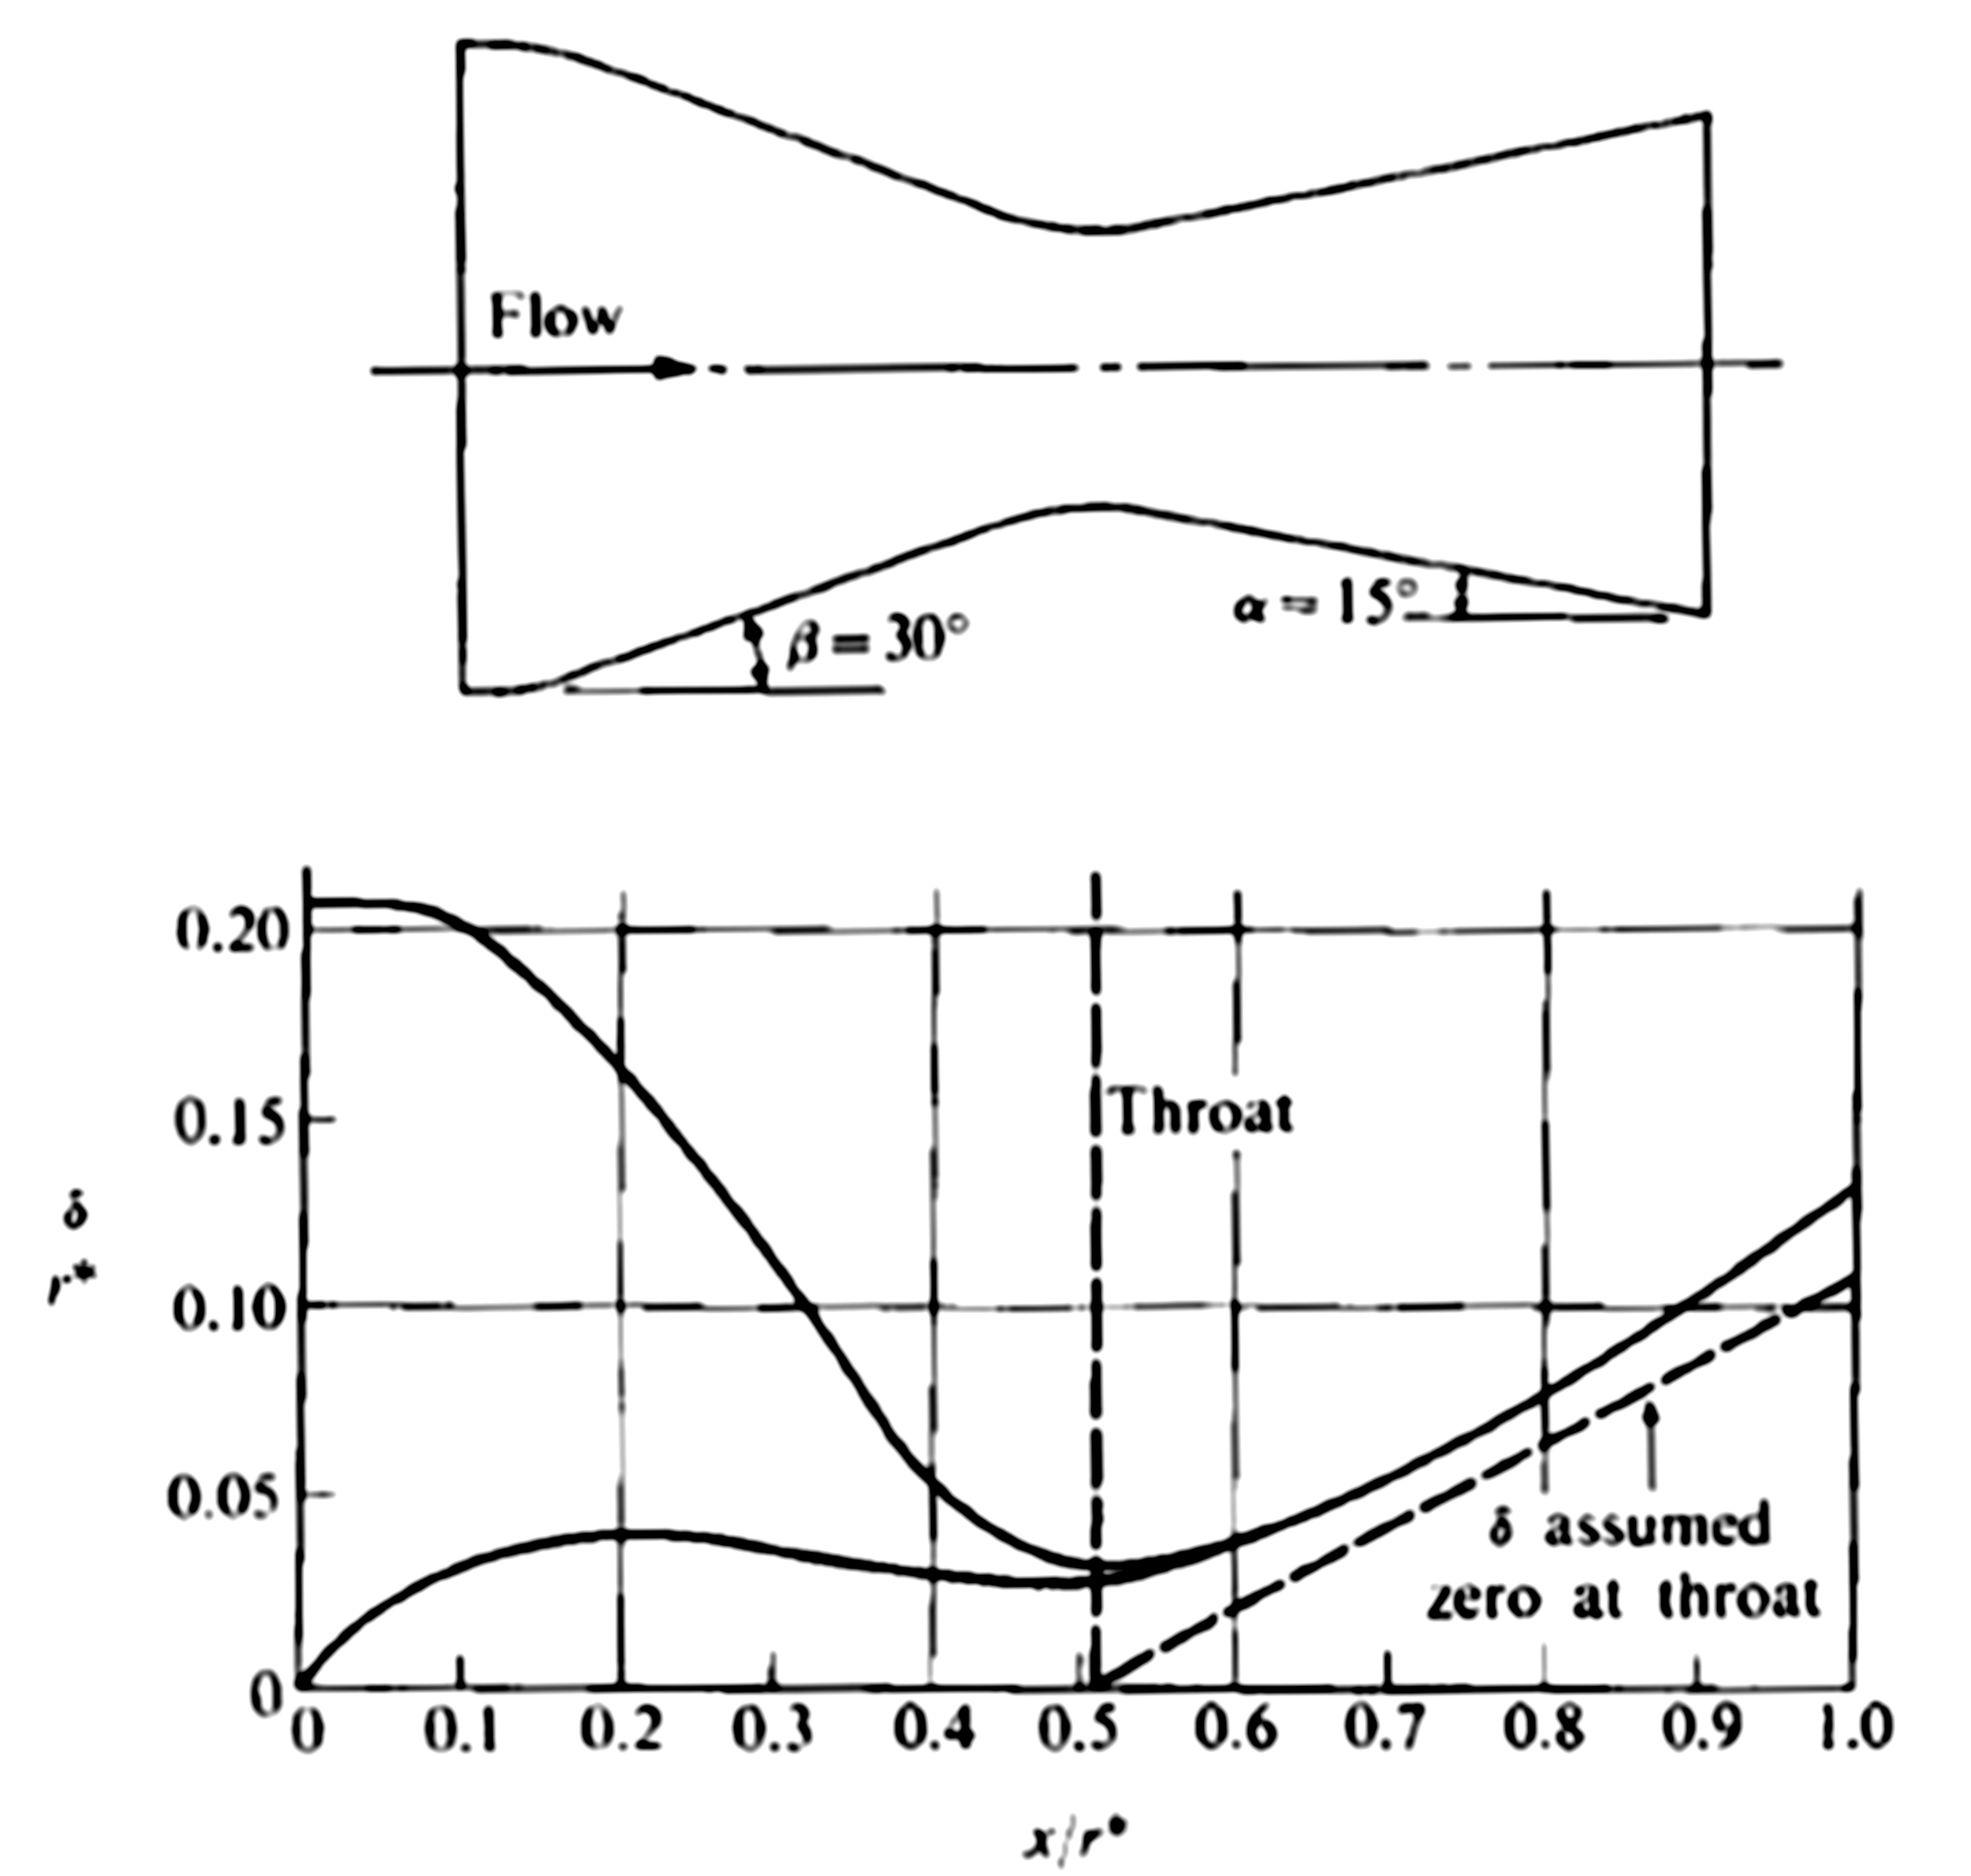 Flow
β = 30°
α = 15°
0.20
Throat
0.15
δ
r*
0.10
0.05
δ assumed
zero at throat
0
0 0.1 0.2 0.3 0.4 0.5 0.6 0.7 0.8 0.9 1.0
x/r*